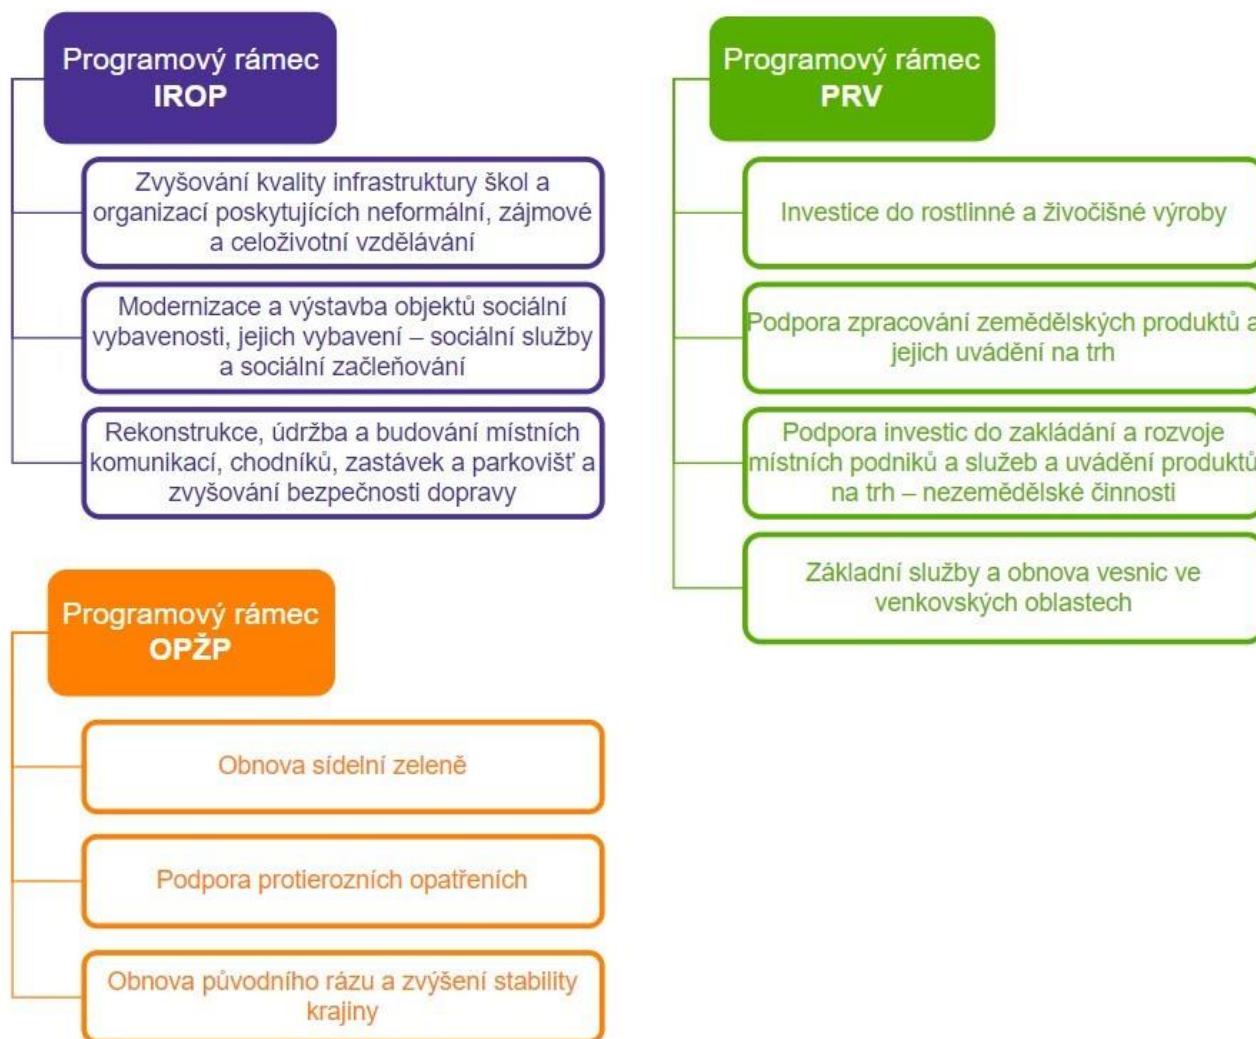 Programový rámec
IROP
Zvyšování kvality infrastruktury škol a
organizací poskytujících neformální, zájmové
a celoživotní vzdělávání
Modernizace a výstavba objektů sociální
vybavenosti, jejich vybavení – sociální služby
a sociální začleňování
Rekonstrukce, údržba a budování místních
komunikací, chodníků, zastávek a parkovišť a
zvyšování bezpečnosti dopravy
Programový rámec
PRV
Investice do rostlinné a živočišné výroby
Podpora zpracování zemědělských produktů a
jejich uvádění na trh
Podpora investic do zakládání a rozvoje
místních podniků a služeb a uvádění produktů
na trh – nezemědělské činnosti
Základní služby a obnova vesnic ve
venkovských oblastech
Programový rámec
OPŽP
Obnova sídelní zeleně
Podpora protierozních opatřeních
Obnova původního rázu a zvýšení stability
krajiny